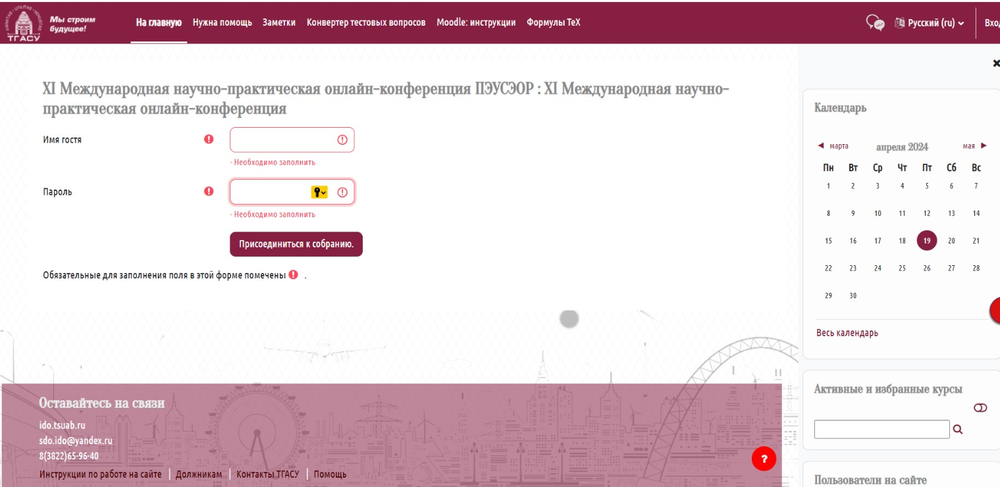 FIRMITAS · UTILITAS · VENUSTAS
ТГАСУ
Мы строим
будущее!
На главную
Нужна помощь
Заметки
Конвертер тестовых вопросов
Moodle: инструкции
Формулы TeX
Русский (ru)
XI Международная научно-практическая онлайн-конференция ПЭУСЭОР : XI Международная научно-
практическая онлайн-конференция
Имя гостя
- Необходимо заполнить
Пароль
- Необходимо заполнить
Присоединиться к собранию.
Обязательные для заполнения поля в этой форме помечены .
Календарь
◀ марта апреля 2024 мая ▶
Пн Вт Ср Чт Пт Сб Вс
1 2 3 4 5 6 7
8 9 10 11 12 13 14
15 16 17 18 19 20 21
22 23 24 25 26 27 28
29 30
Весь календарь
Активные и избранные курсы
Пользователи на сайте
Оставайтесь на связи
ido.tsuab.ru
sdo.ido@yandex.ru
8(3822)65-96-40
Инструкции по работе на сайте | Должникам | Контакты ТГАСУ | Помощь
?